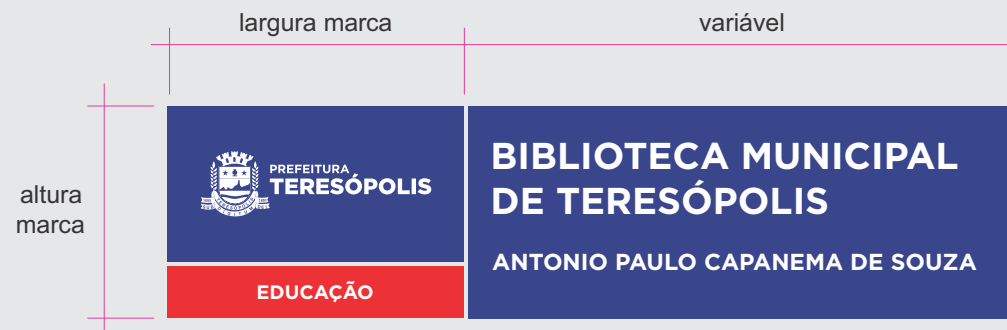 largura marca
variável
altura
marca
PREFEITURA
TERESÓPOLIS
EDUCAÇÃO
BIBLIOTECA MUNICIPAL
DE TERESÓPOLIS
ANTONIO PAULO CAPANEMA DE SOUZA